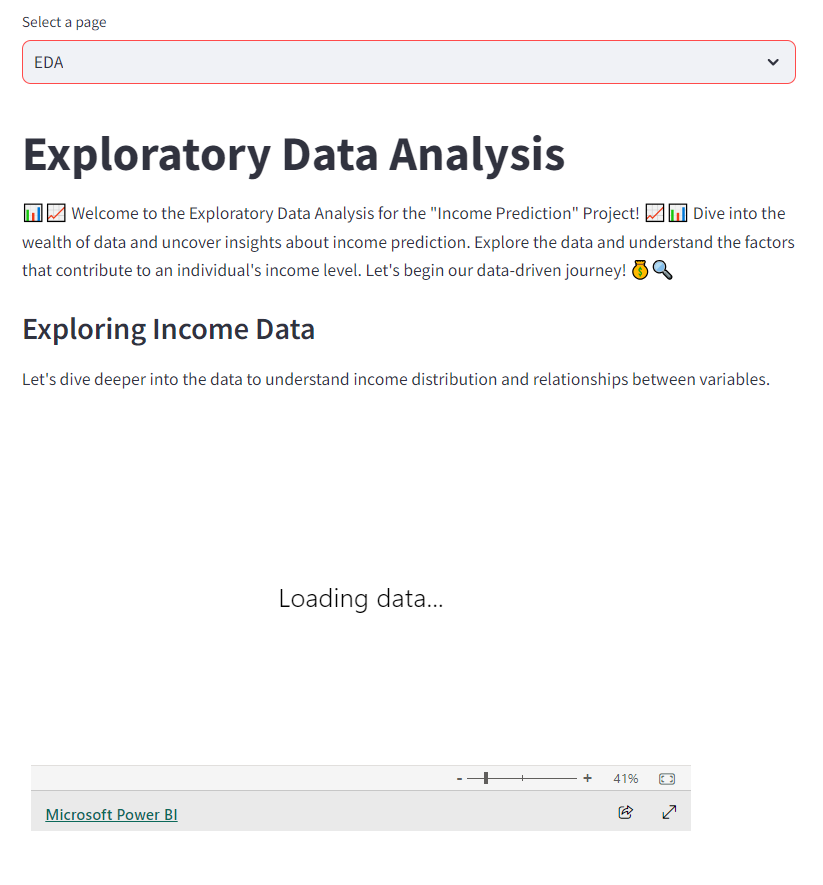 Select a page
EDA
Exploratory Data Analysis
📊📈 Welcome to the Exploratory Data Analysis for the "Income Prediction" Project! 📈📊 Dive into the
wealth of data and uncover insights about income prediction. Explore the data and understand the factors
that contribute to an individual's income level. Let's begin our data-driven journey! 💰🔍
Exploring Income Data
Let's dive deeper into the data to understand income distribution and relationships between variables.
Loading data...
- + 41%
Microsoft Power BI